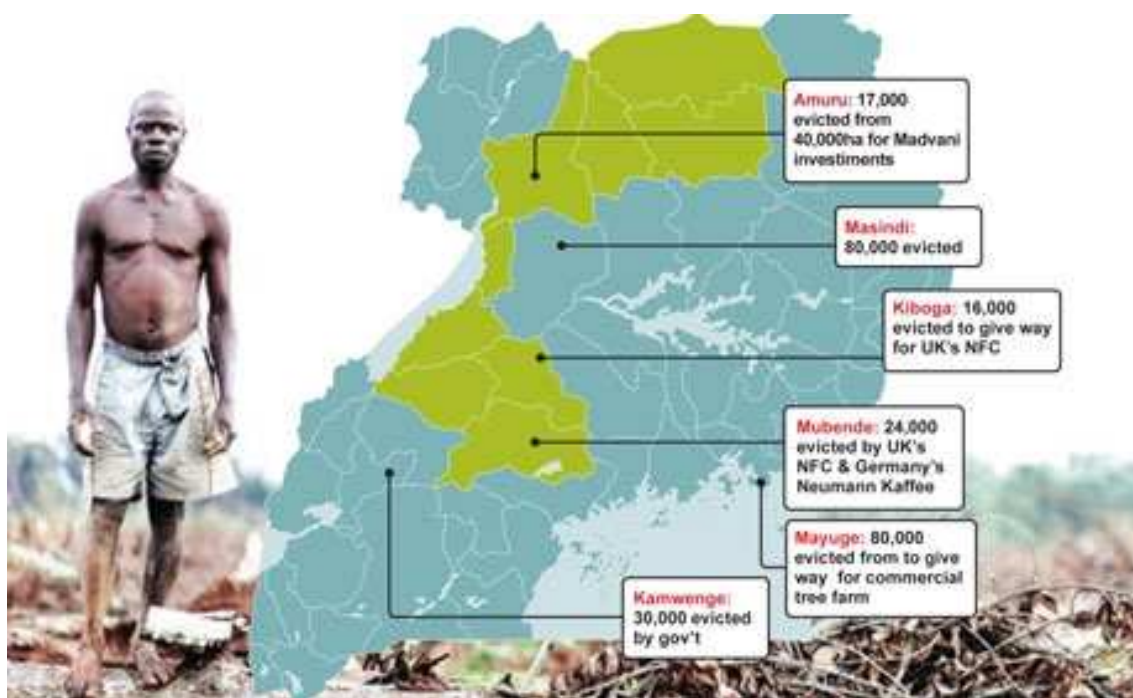 Amuru: 17,000
evicted from
40,000ha for Madvani
investiments
Masindi:
80,000 evicted
Kiboga: 16,000
evicted to give way
for UK's NFC
Mubende: 24,000
evicted by UK's
NFC & Germany's
Neumann Kaffee
Mayuge: 80,000
evicted from to give
way for commercial
tree farm
Kamwenge:
30,000 evicted
by gov't